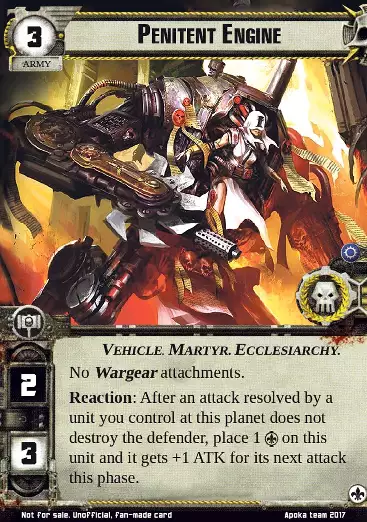 3
PENITENT ENGINE
ARMY
VEHICLE. MARTYR. ECCLESIARCHY.
No Wargear attachments.
2
Reaction: After an attack resolved by a
unit you control at this planet does not
destroy the defender, place 1 on this
3
unit and it gets +1 ATK for its next attack
this phase.
Not for sale. Unofficial, fan-made card
Apoka team 2017